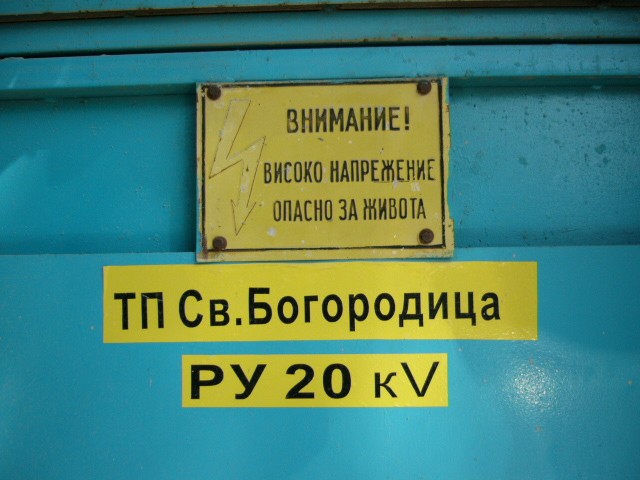 ВНИМАНИЕ!
ВИСОКО НАПРЕЖЕНИЕ
ОПАСНО ЗА ЖИВОТА
ТП Св.Богородица
РУ 20 кV